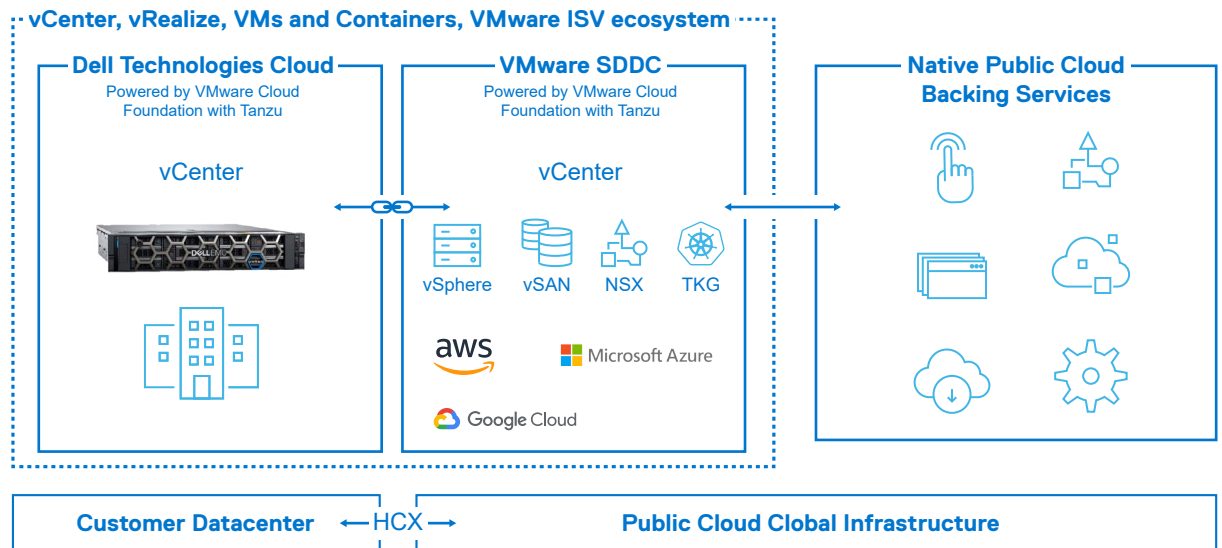 vCenter, vRealize, VMs and Containers, VMware ISV ecosystem
Dell Technologies Cloud
Powered by VMware Cloud
Foundation with Tanzu
vCenter
DELLEMC
VMware SDDC
Powered by VMware Cloud
Foundation with Tanzu
vCenter
vSphere
vSAN
NSX
TKG
aws
Microsoft Azure
Google Cloud
Native Public Cloud
Backing Services
Customer Datacenter
HCX
Public Cloud Global Infrastructure